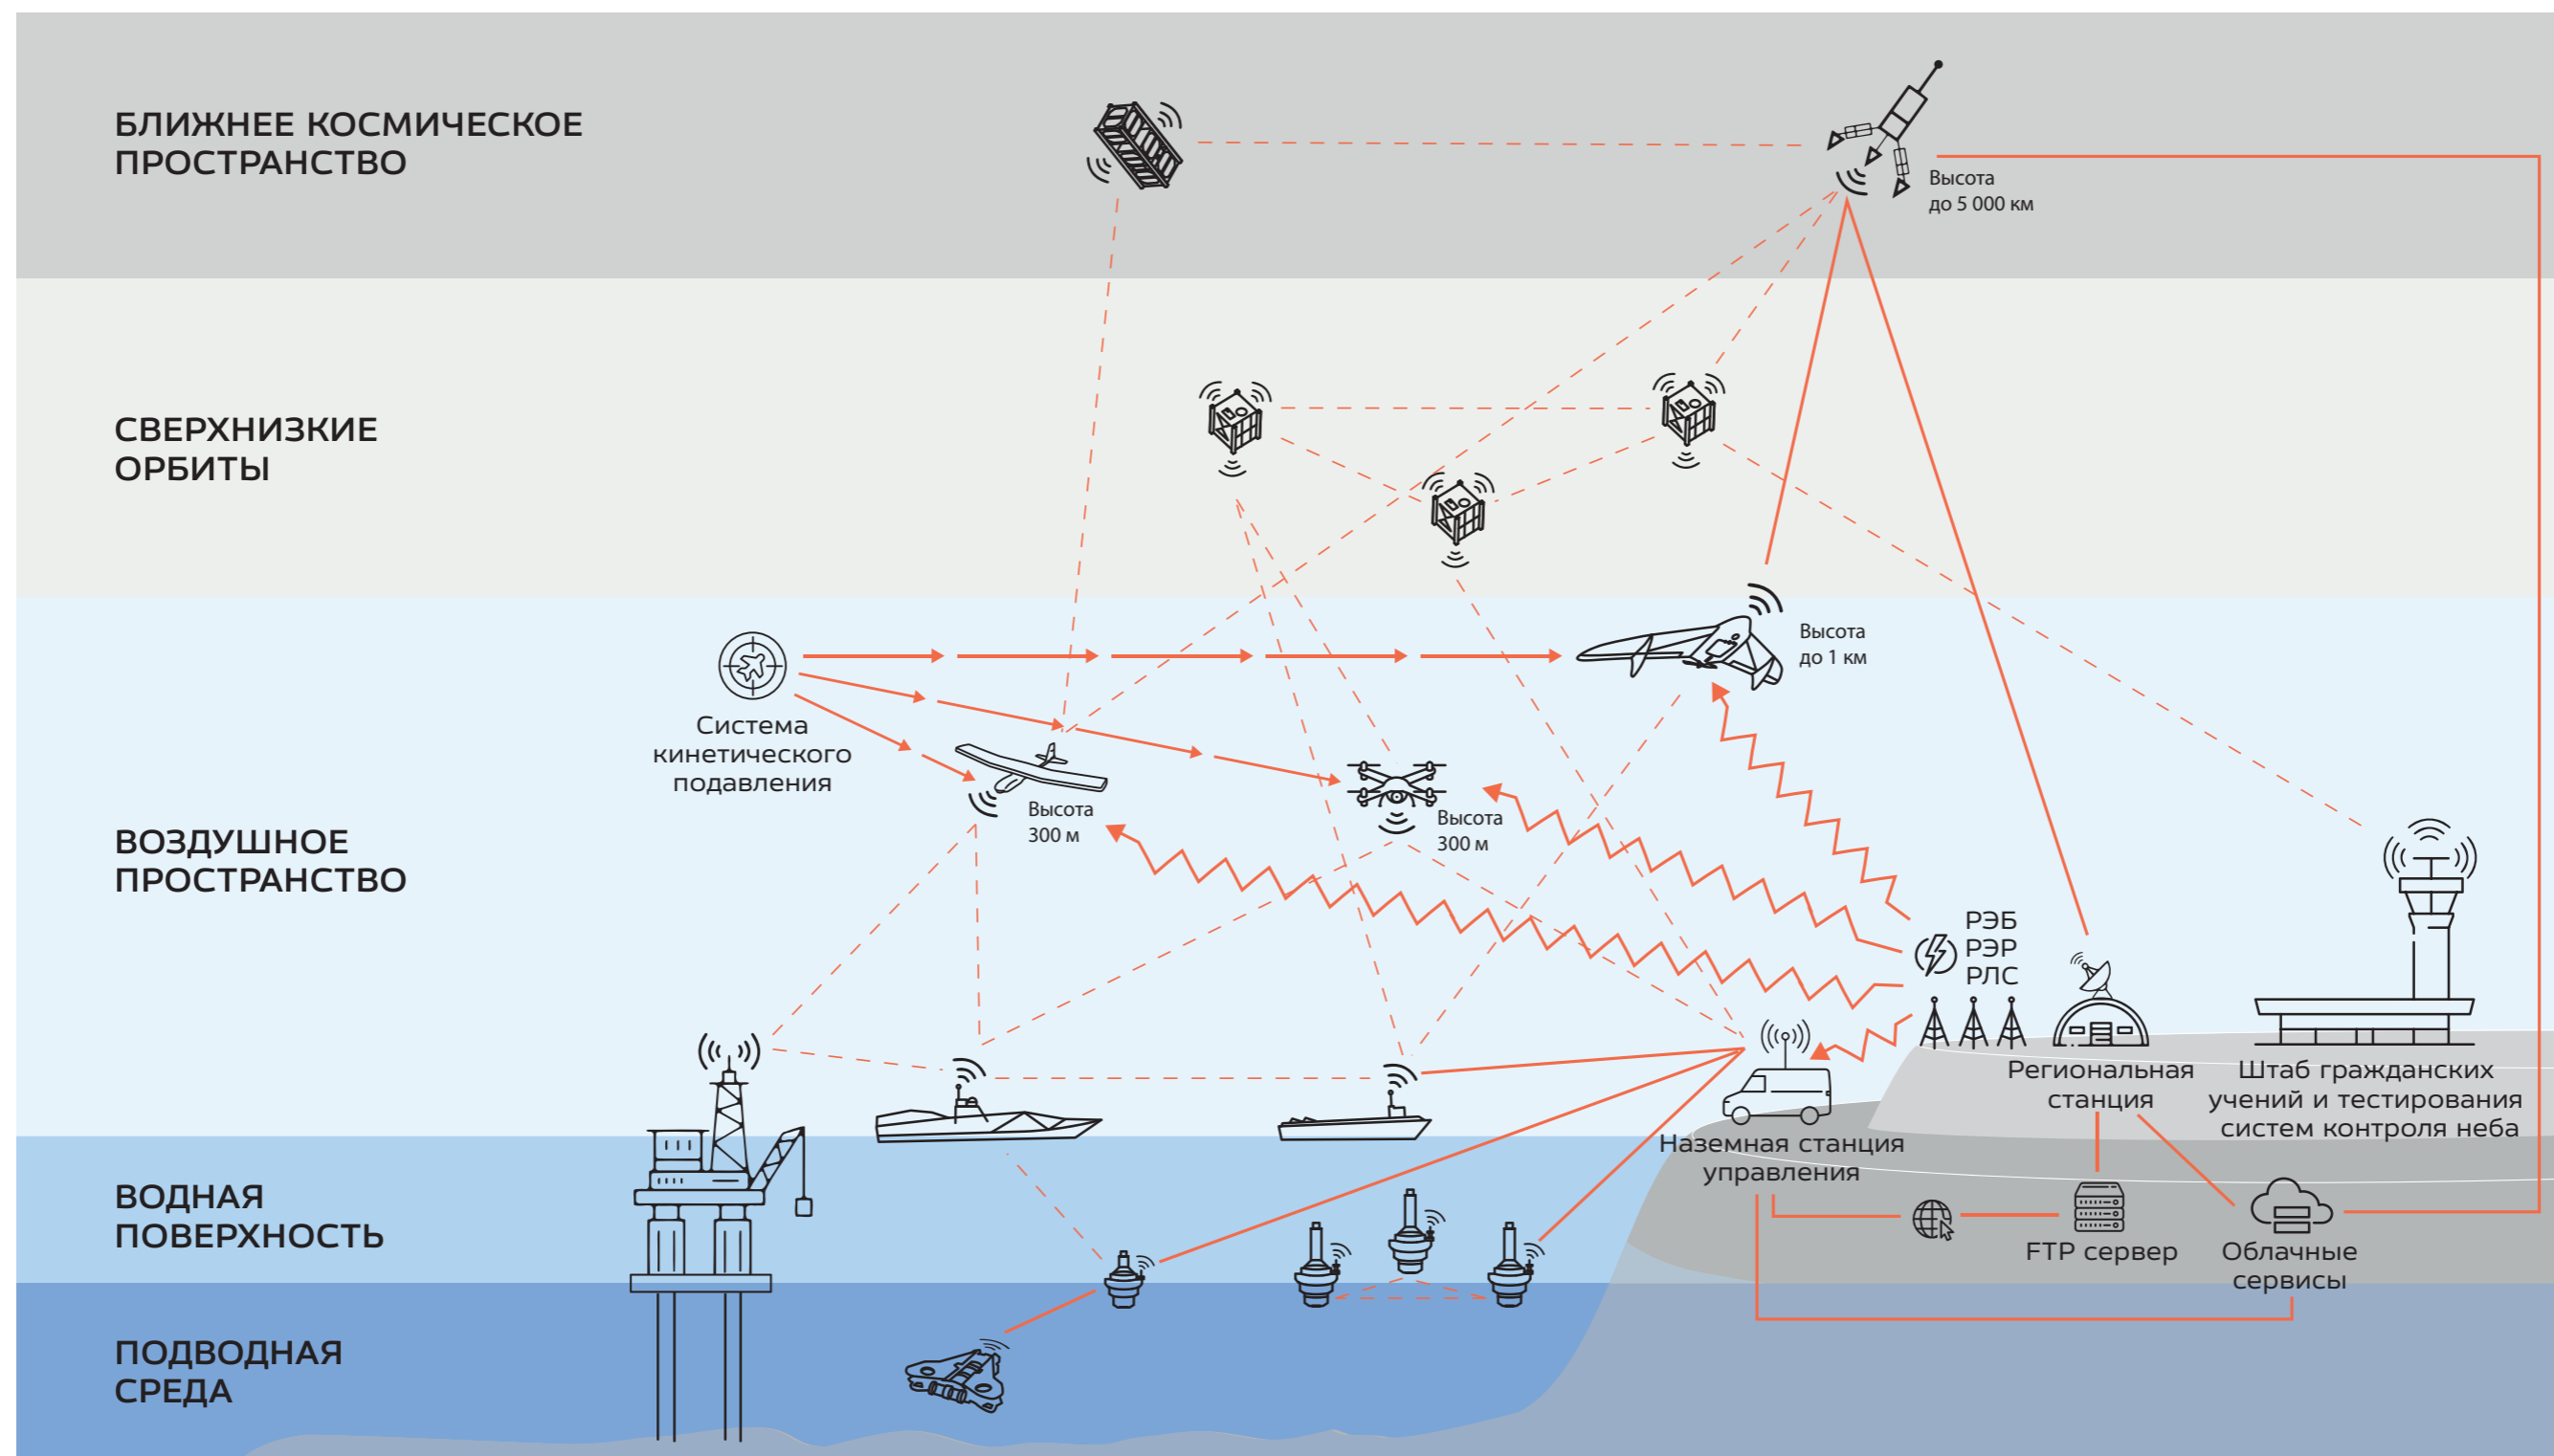 БЛИЖНЕЕ КОСМИЧЕСКОЕ
ПРОСТРАНСТВО
Высота
до 5 000 км
СВЕРХНИЗКИЕ
ОРБИТЫ
Высота
до 1 км
Система
кинетического
подавления
Высота
300 м
Высота
300 м
ВОЗДУШНОЕ
ПРОСТРАНСТВО
РЭБ
РЭР
РЛС
Региональная
станция
Штаб гражданских
учений и тестирования
систем контроля неба
Наземная станция
управления
ВОДНАЯ
ПОВЕРХНОСТЬ
FTP сервер
Облачные
сервисы
ПОДВОДНАЯ
СРЕДА